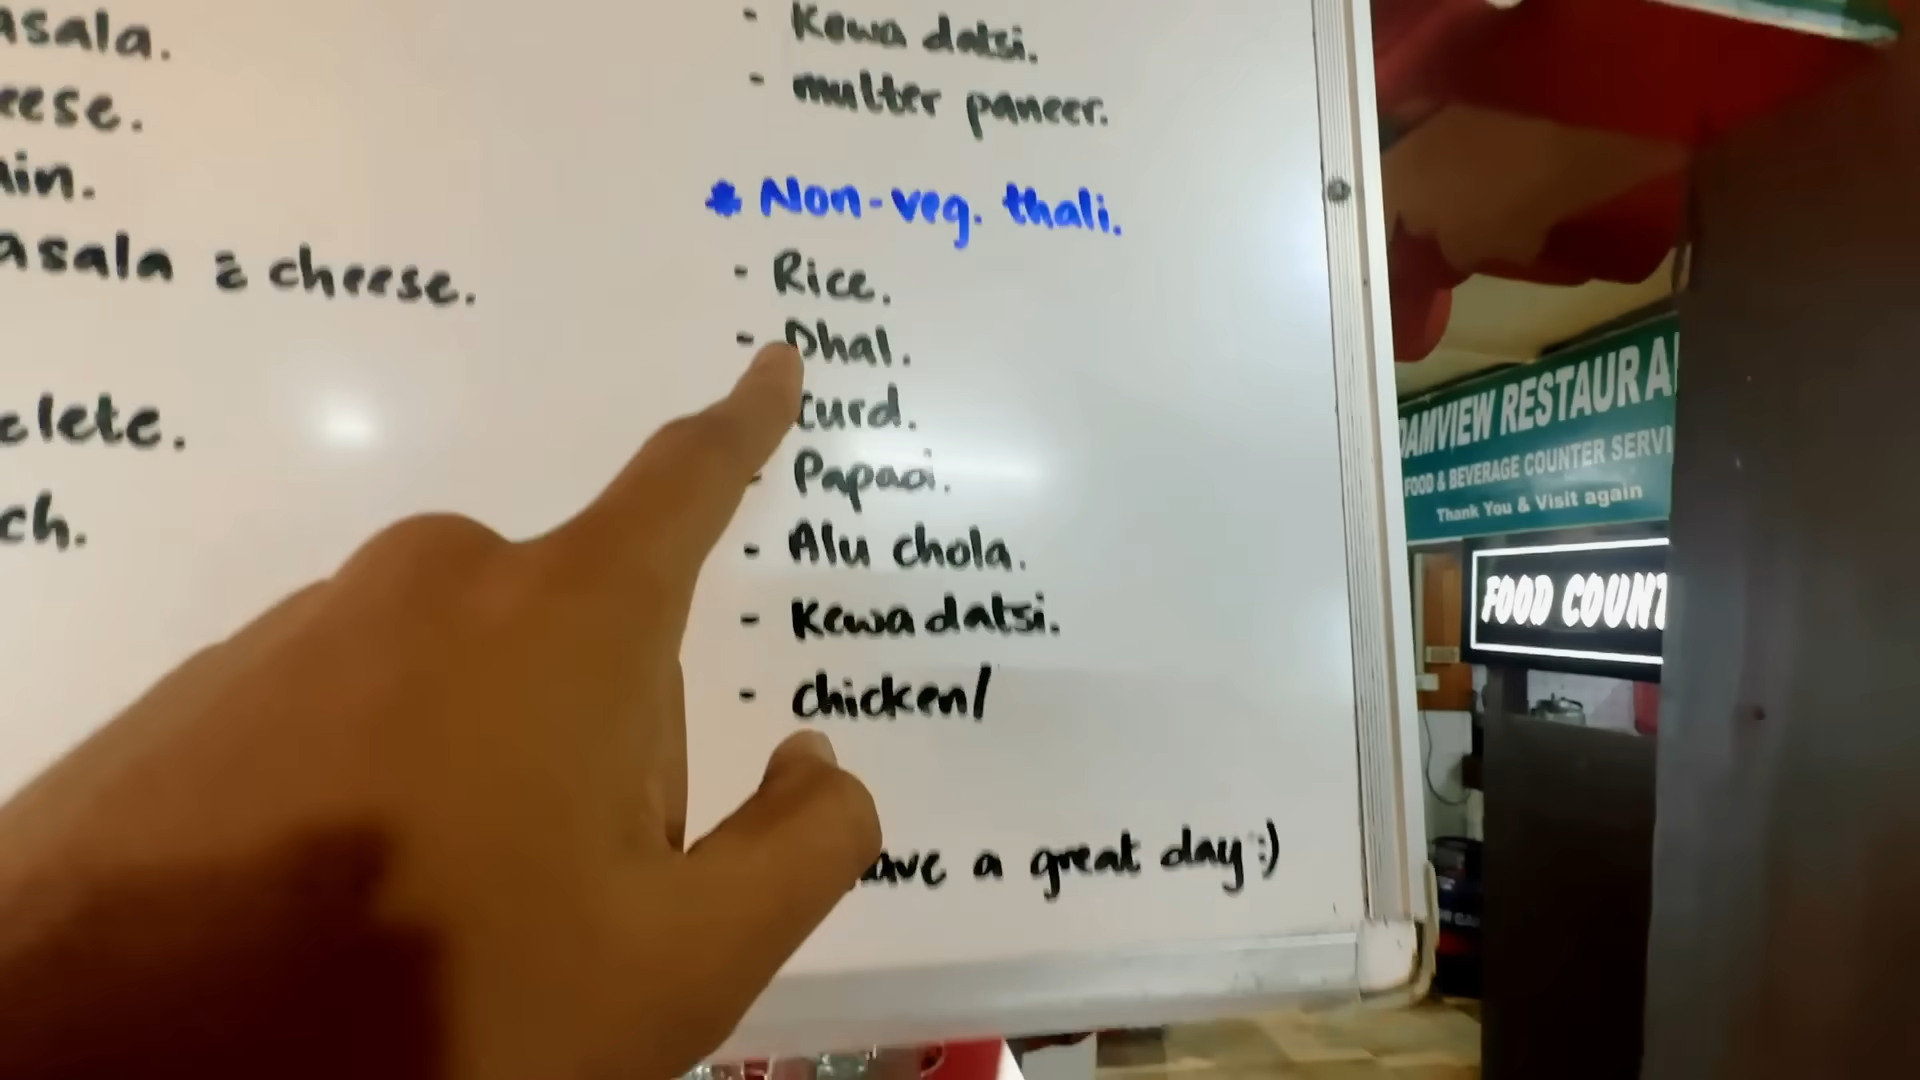 asala.
eese.
ain.
asala & cheese.
elete.
ch.
- Kewa datsi.
- mutter paneer.
* Non-veg. thali.
- Rice.
- Dhal.
curd.
- Papad.
- Alu chola.
- Kewa datsi.
- chicken/
ave a great day :)
DAMVIEW RESTAURA
FOOD & BEVERAGE COUNTER SERVI
Thank You & Visit again
FOOD COUNT